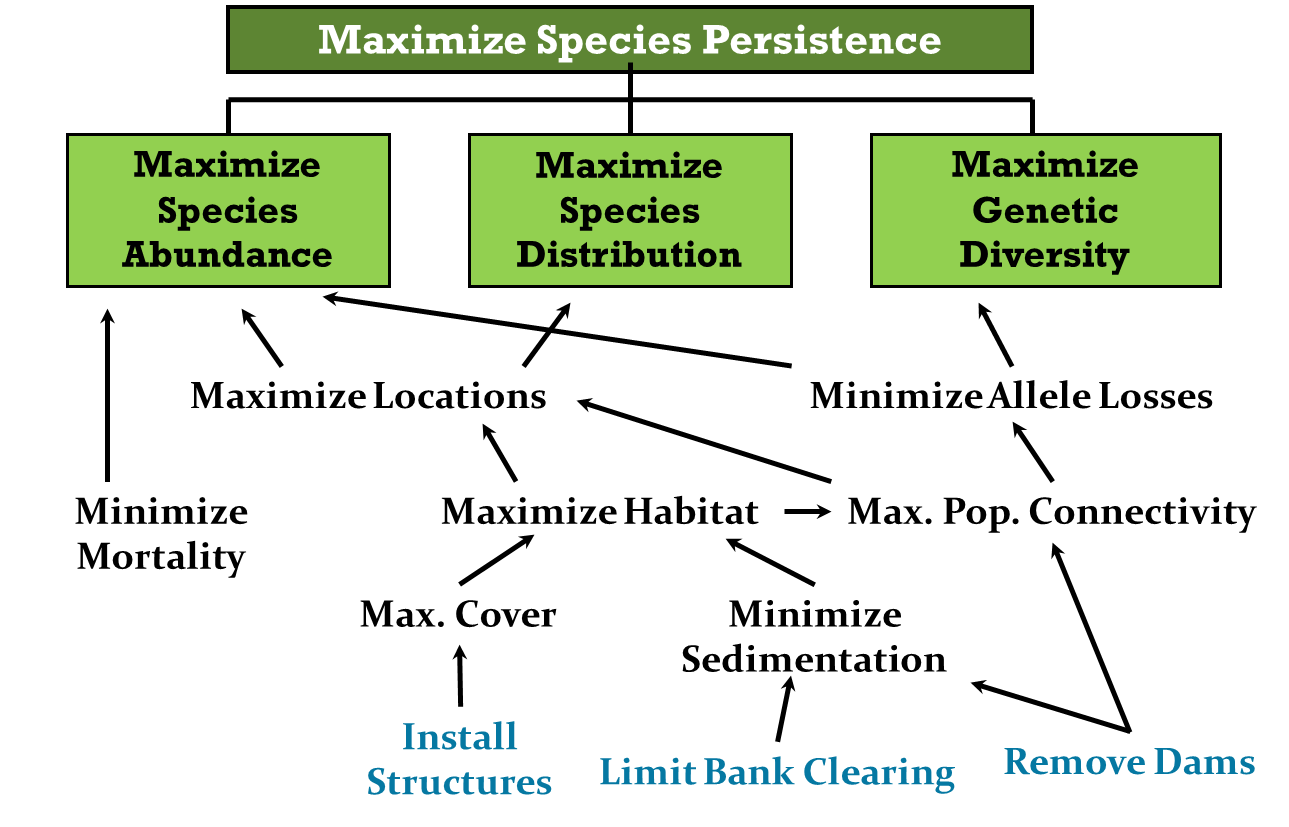 Maximize Species Persistence
Maximize
Species
Abundance
Maximize
Species
Distribution
Maximize
Genetic
Diversity
Maximize Locations
Minimize Allele Losses
Minimize
Mortality
Maximize Habitat
Max. Pop. Connectivity
Max. Cover
Minimize
Sedimentation
Install
Structures
Limit Bank Clearing
Remove Dams